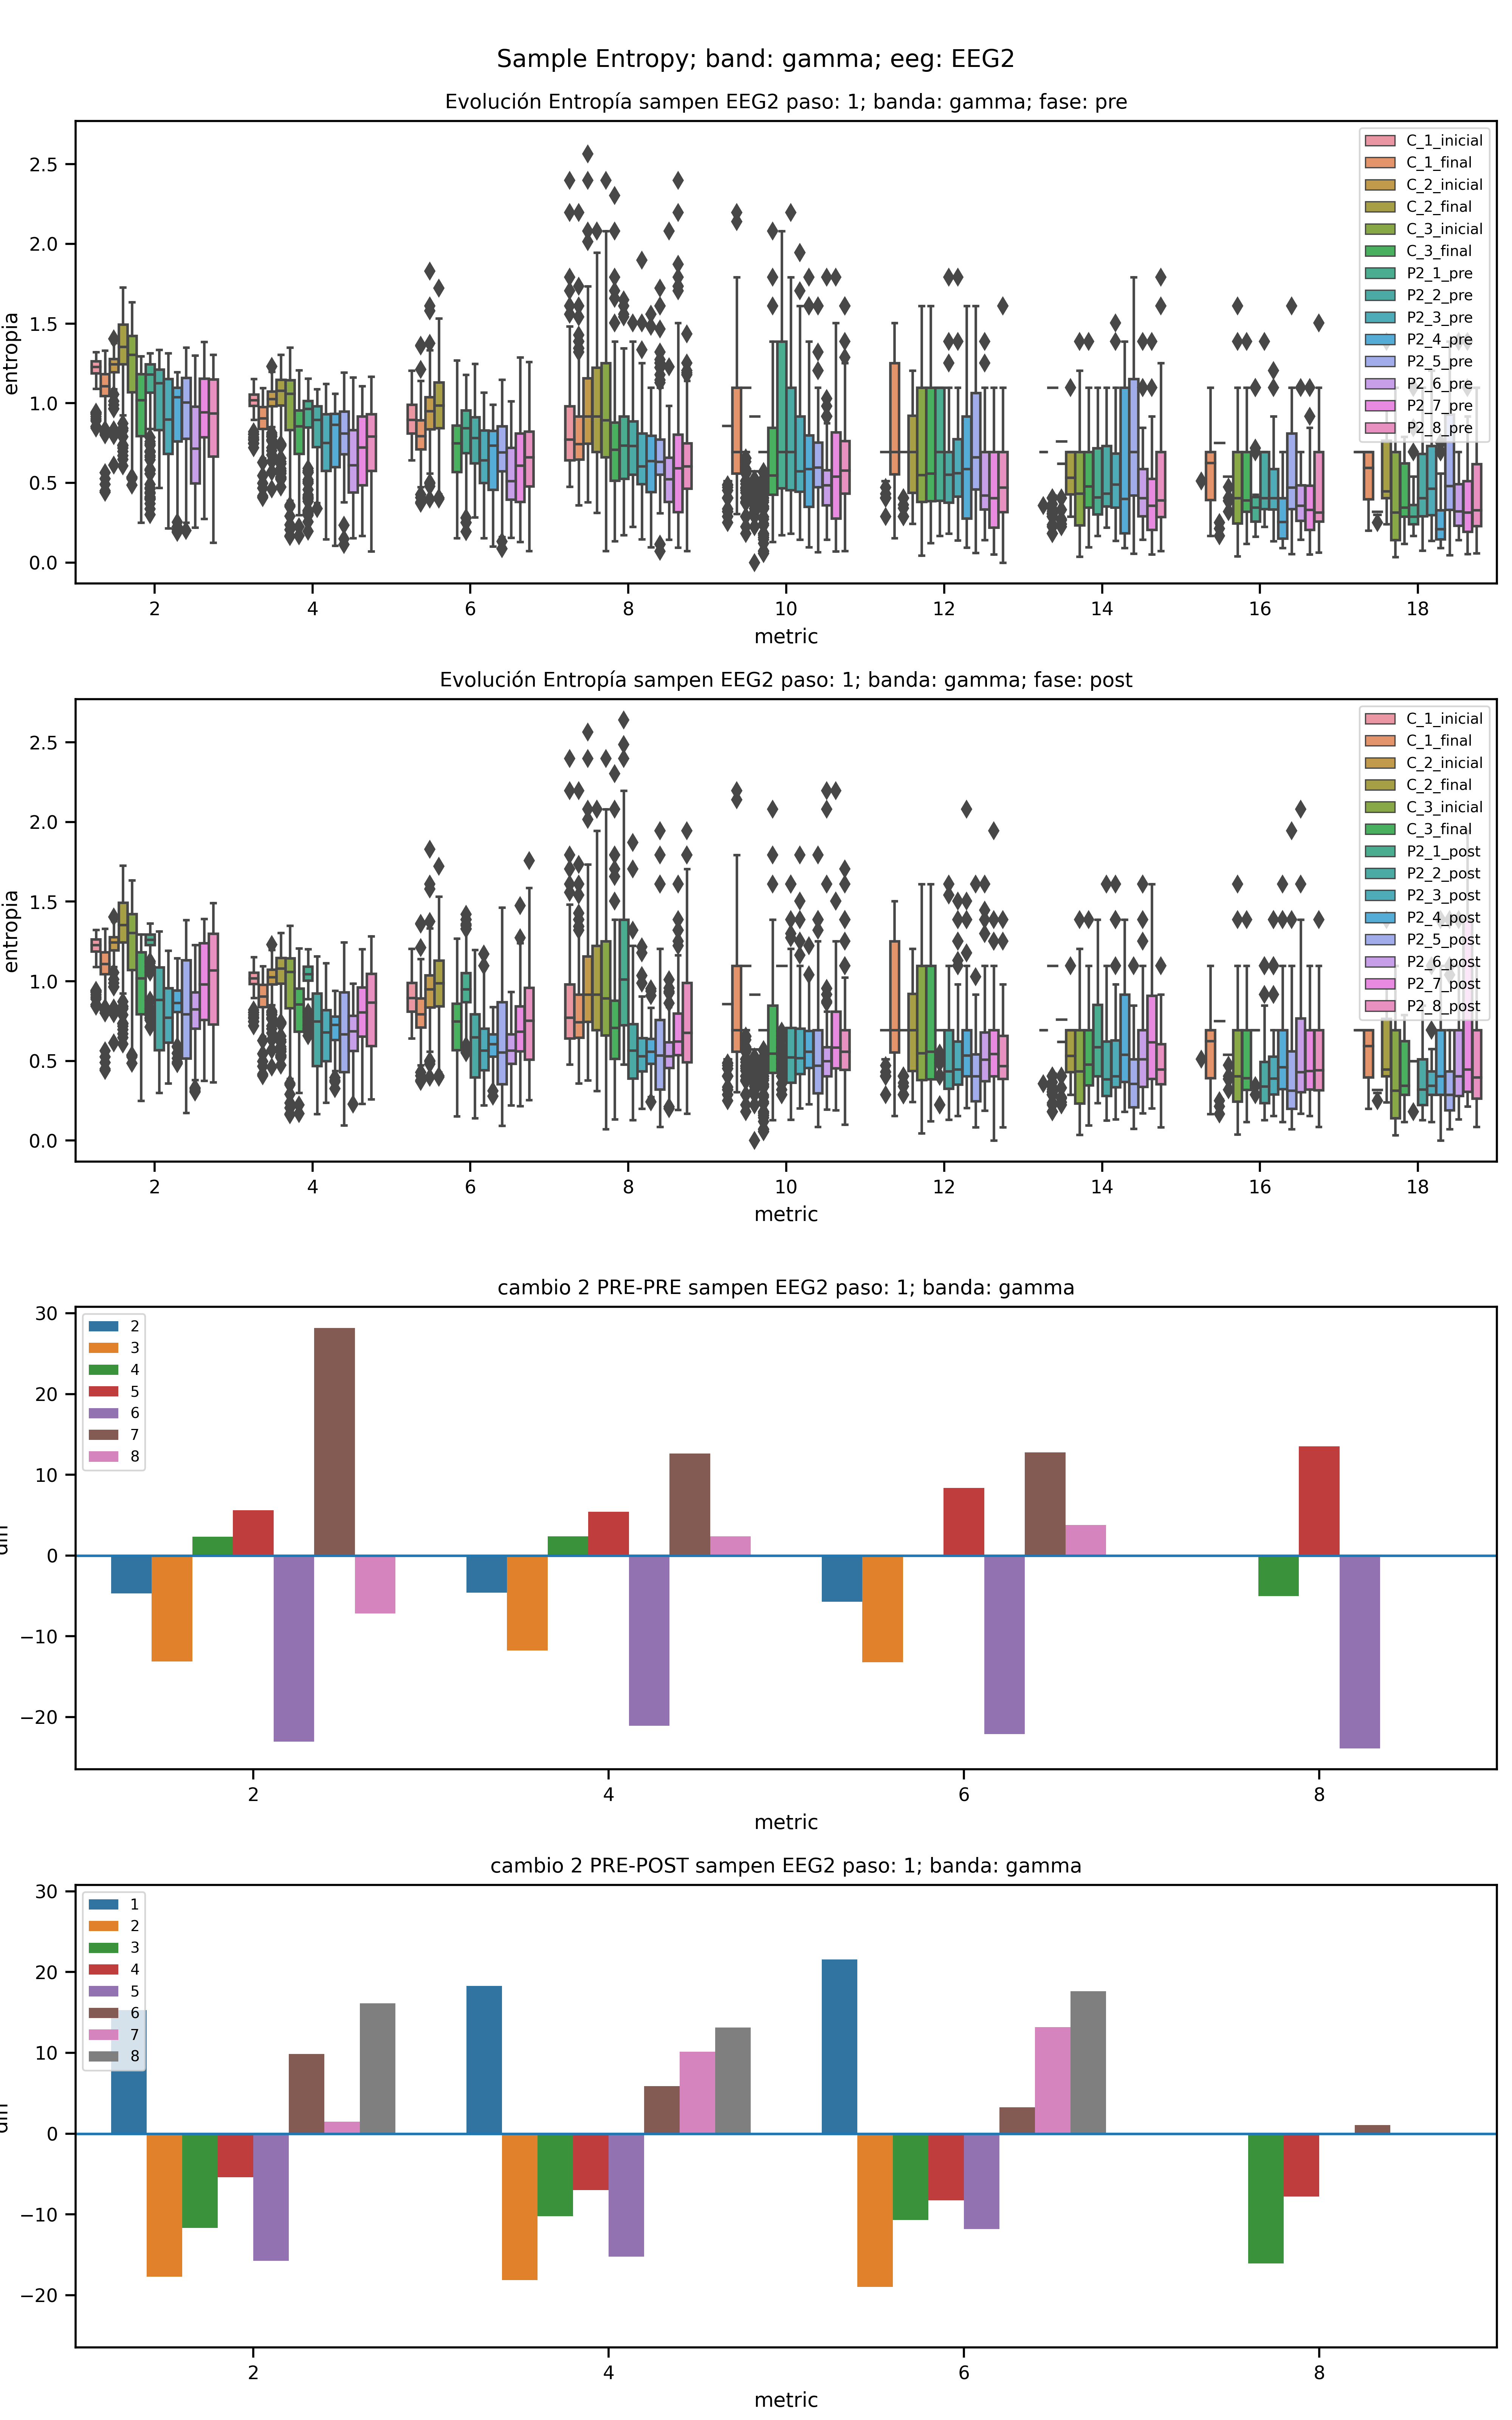 Sample Entropy; band: gamma; eeg: EEG2
Evolución Entropía sampen EEG2 paso: 1; banda: gamma; fase: pre
entropia
2.5
2.0
1.5
1.0
0.5
0.0
C_1_inicial
C_1_final
C_2_inicial
C_2_final
C_3_inicial
C_3_final
P2_1_pre
P2_2_pre
P2_3_pre
P2_4_pre
P2_5_pre
P2_6_pre
P2_7_pre
P2_8_pre
2 4 6 8 10 12 14 16 18
metric
Evolución Entropía sampen EEG2 paso: 1; banda: gamma; fase: post
entropia
2.5
2.0
1.5
1.0
0.5
0.0
C_1_inicial
C_1_final
C_2_inicial
C_2_final
C_3_inicial
C_3_final
P2_1_post
P2_2_post
P2_3_post
P2_4_post
P2_5_post
P2_6_post
P2_7_post
P2_8_post
2 4 6 8 10 12 14 16 18
metric
cambio 2 PRE-PRE sampen EEG2 paso: 1; banda: gamma
30
20
10
0
−10
−20
2
3
4
5
6
7
8
2 4 6 8
metric
cambio 2 PRE-POST sampen EEG2 paso: 1; banda: gamma
30
20
10
0
−10
−20
1
2
3
4
5
6
7
8
2 4 6 8
metric